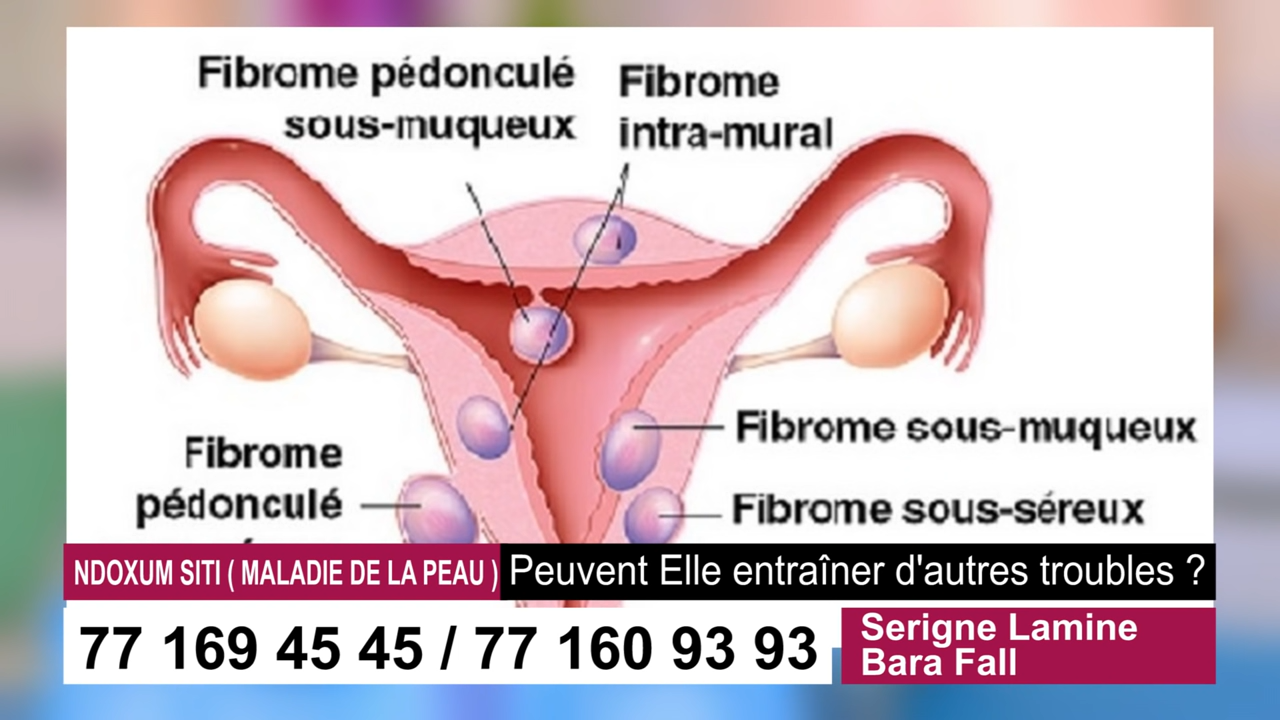 Fibrome pédonculé
sous-muqueux
Fibrome
intra-mural
Fibrome sous-muqueux
Fibrome
pédonculé
Fibrome sous-séreux
NDOXUM SITI ( MALADIE DE LA PEAU )
Peuvent Elle entraîner d'autres troubles ?
77 169 45 45 / 77 160 93 93
Serigne Lamine
Bara Fall